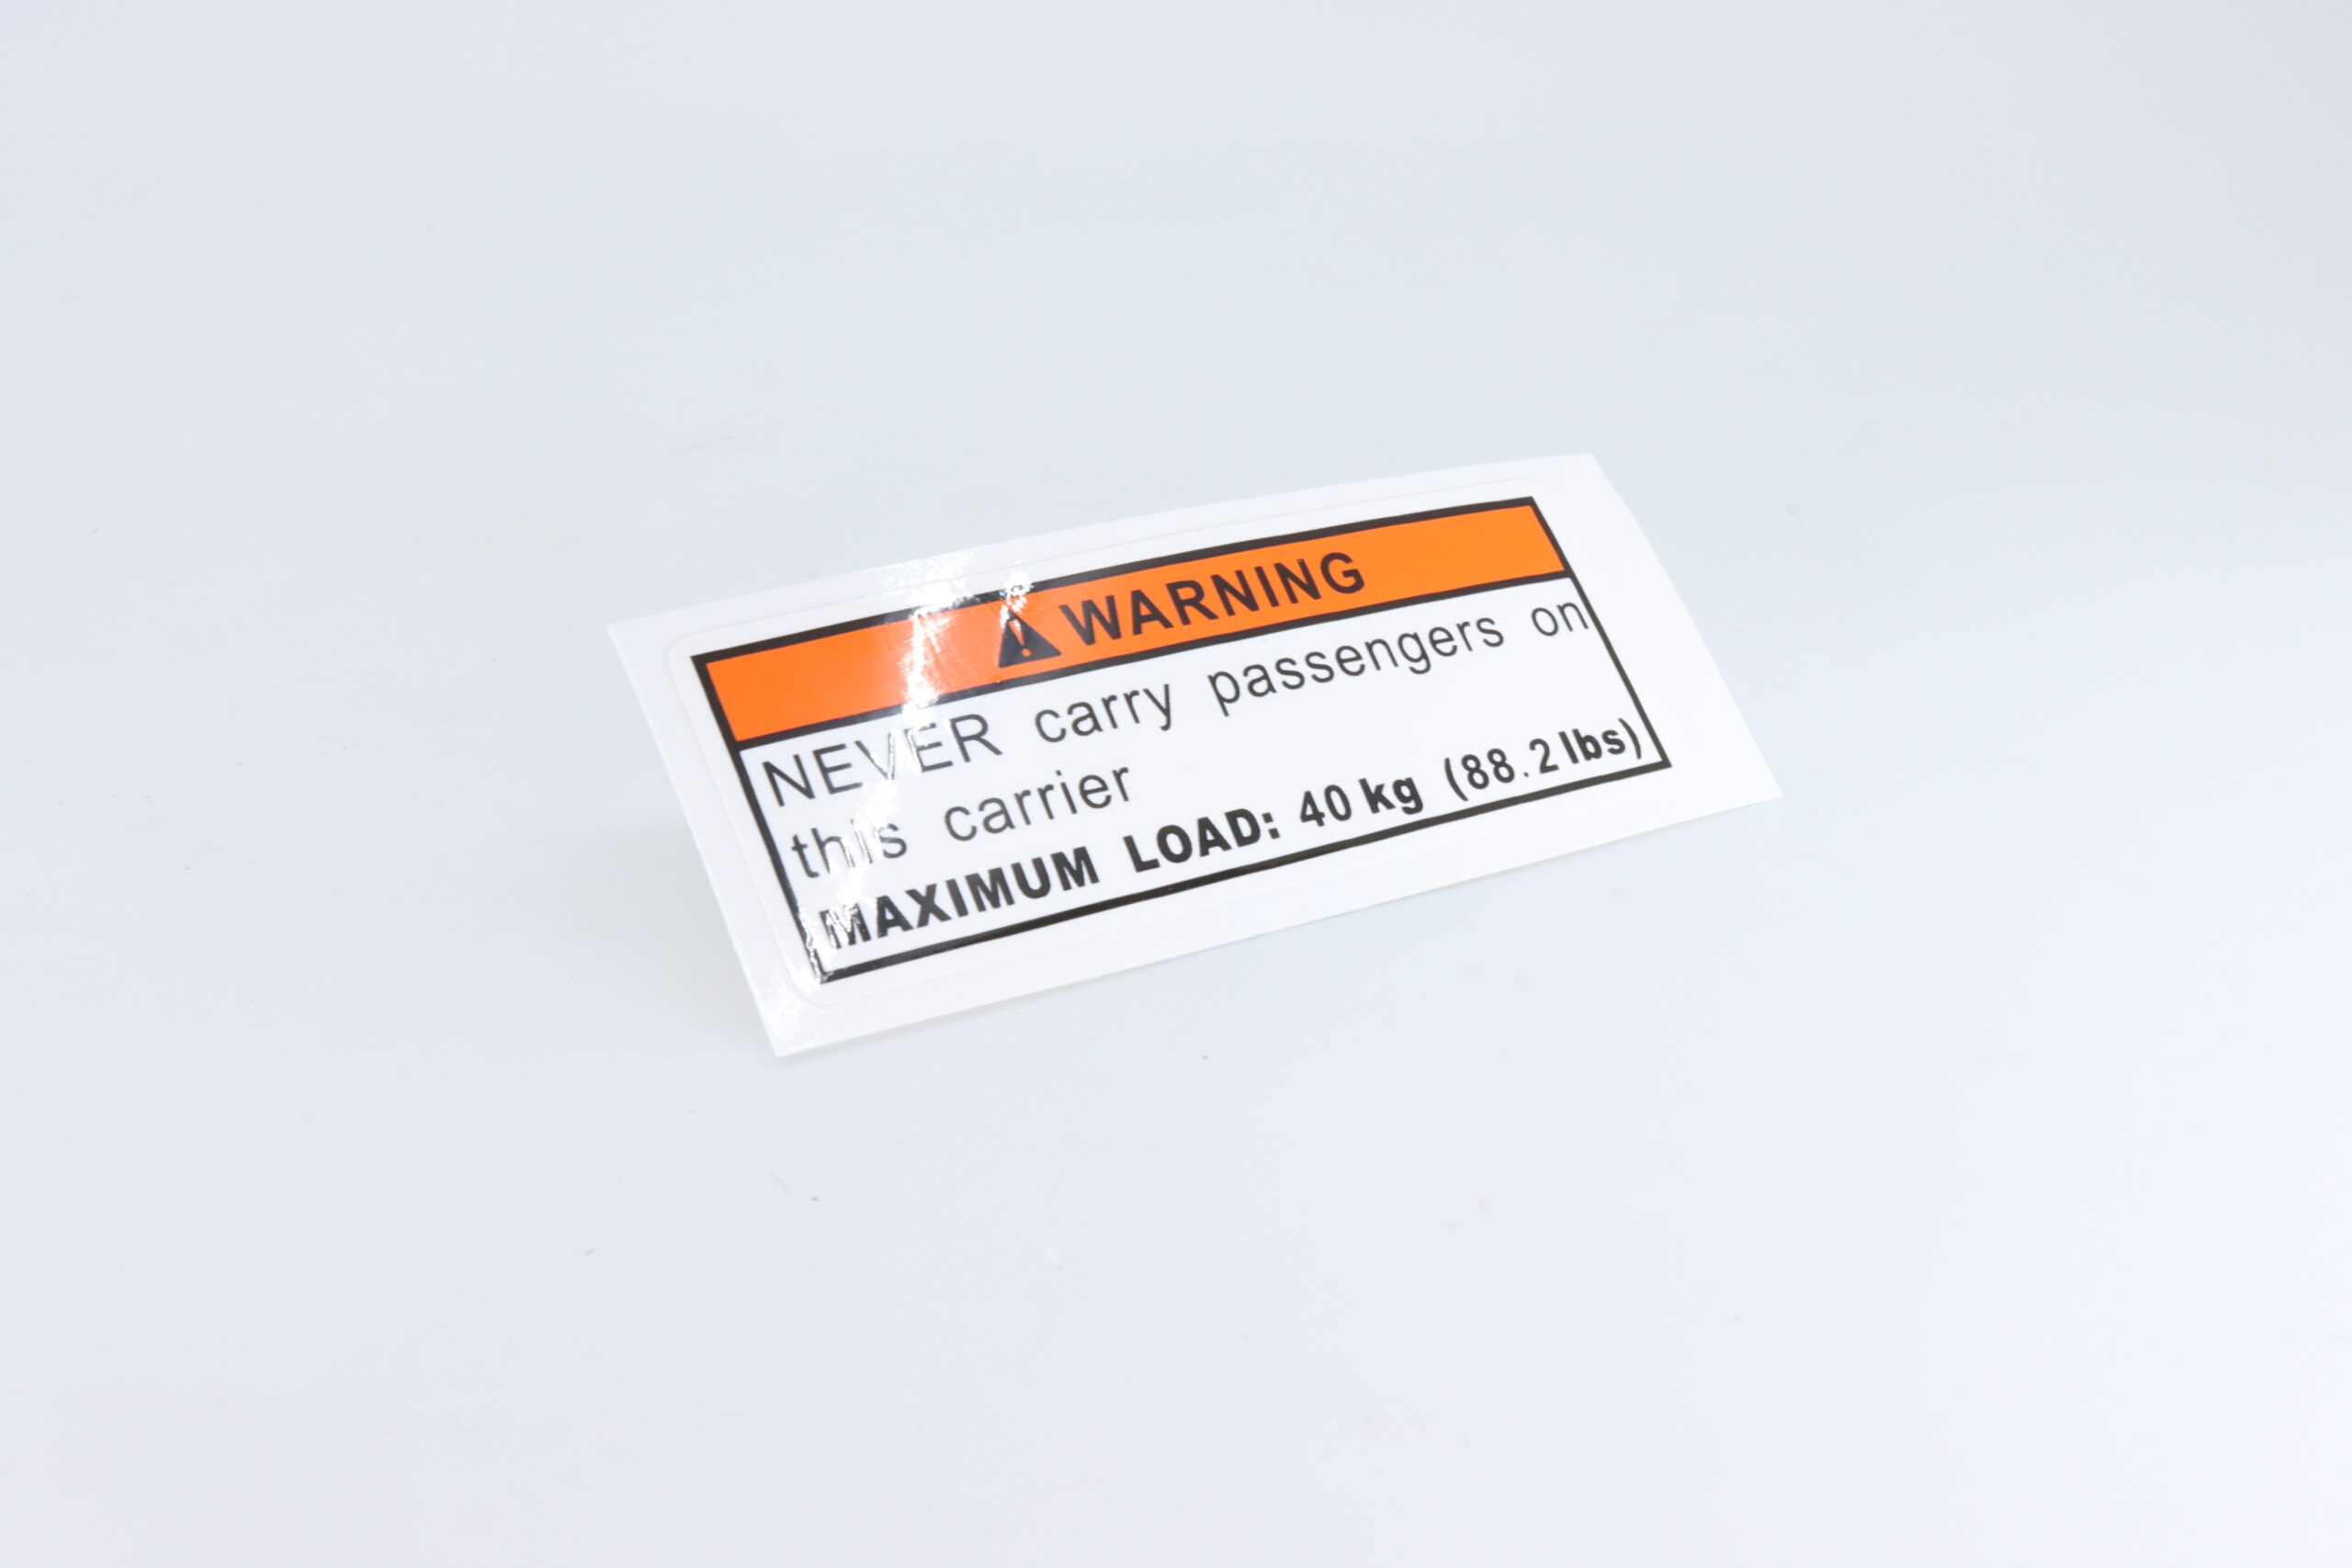 WARNING
NEVER carry passengers on
this carrier
MAXIMUM LOAD: 40 kg (88.2 lbs)